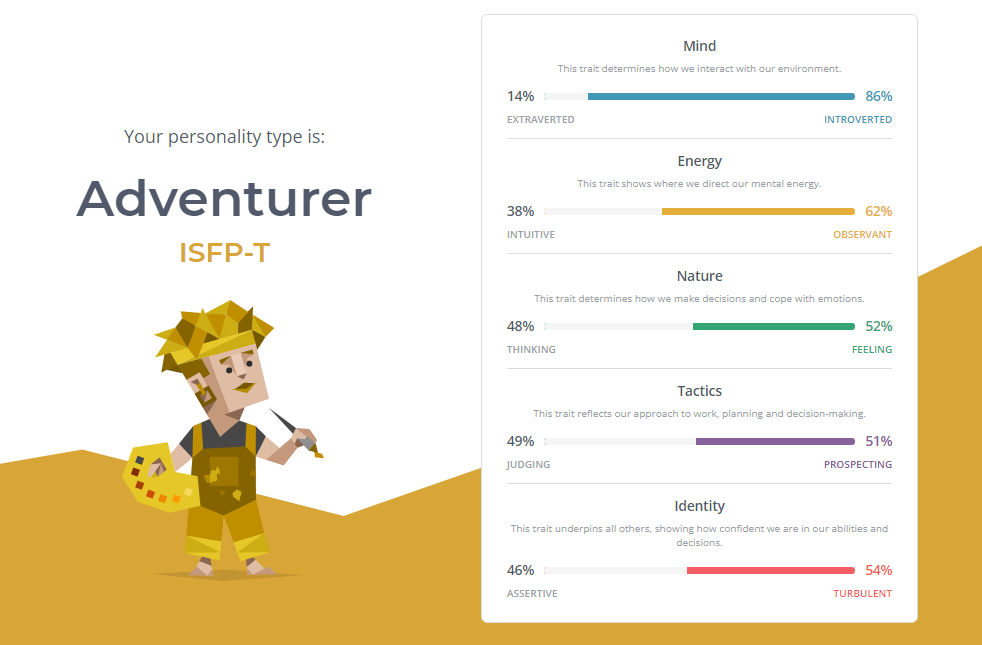 Your personality type is:
Adventurer
ISFP-T
Mind
This trait determines how we interact with our environment.
14% 86%
EXTRAVERTED INTROVERTED
Energy
This trait shows where we direct our mental energy.
38% 62%
INTUITIVE OBSERVANT
Nature
This trait determines how we make decisions and cope with emotions.
48% 52%
THINKING FEELING
Tactics
This trait reflects our approach to work, planning and decision-making.
49% 51%
JUDGING PROSPECTING
Identity
This trait underpins all others, showing how confident we are in our abilities and
decisions.
46% 54%
ASSERTIVE TURBULENT